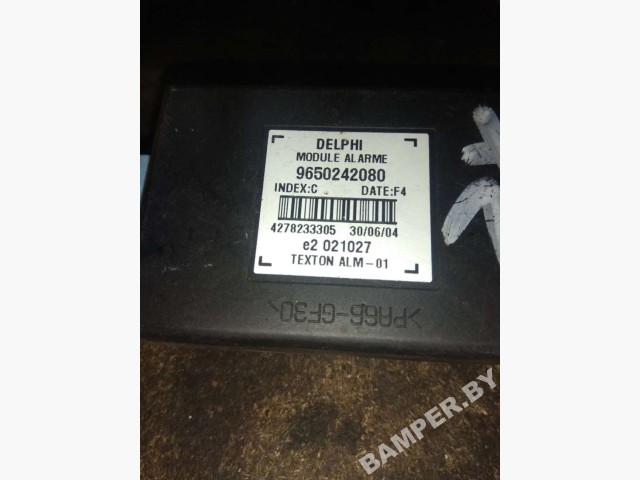 DELPHI
MODULE ALARME
9650242080
INDEX:C DATE:F4
4278233305 30/06/04
e2 021027
TEXTON ALM-01
>PA66-GF30<
BAMPER.BY